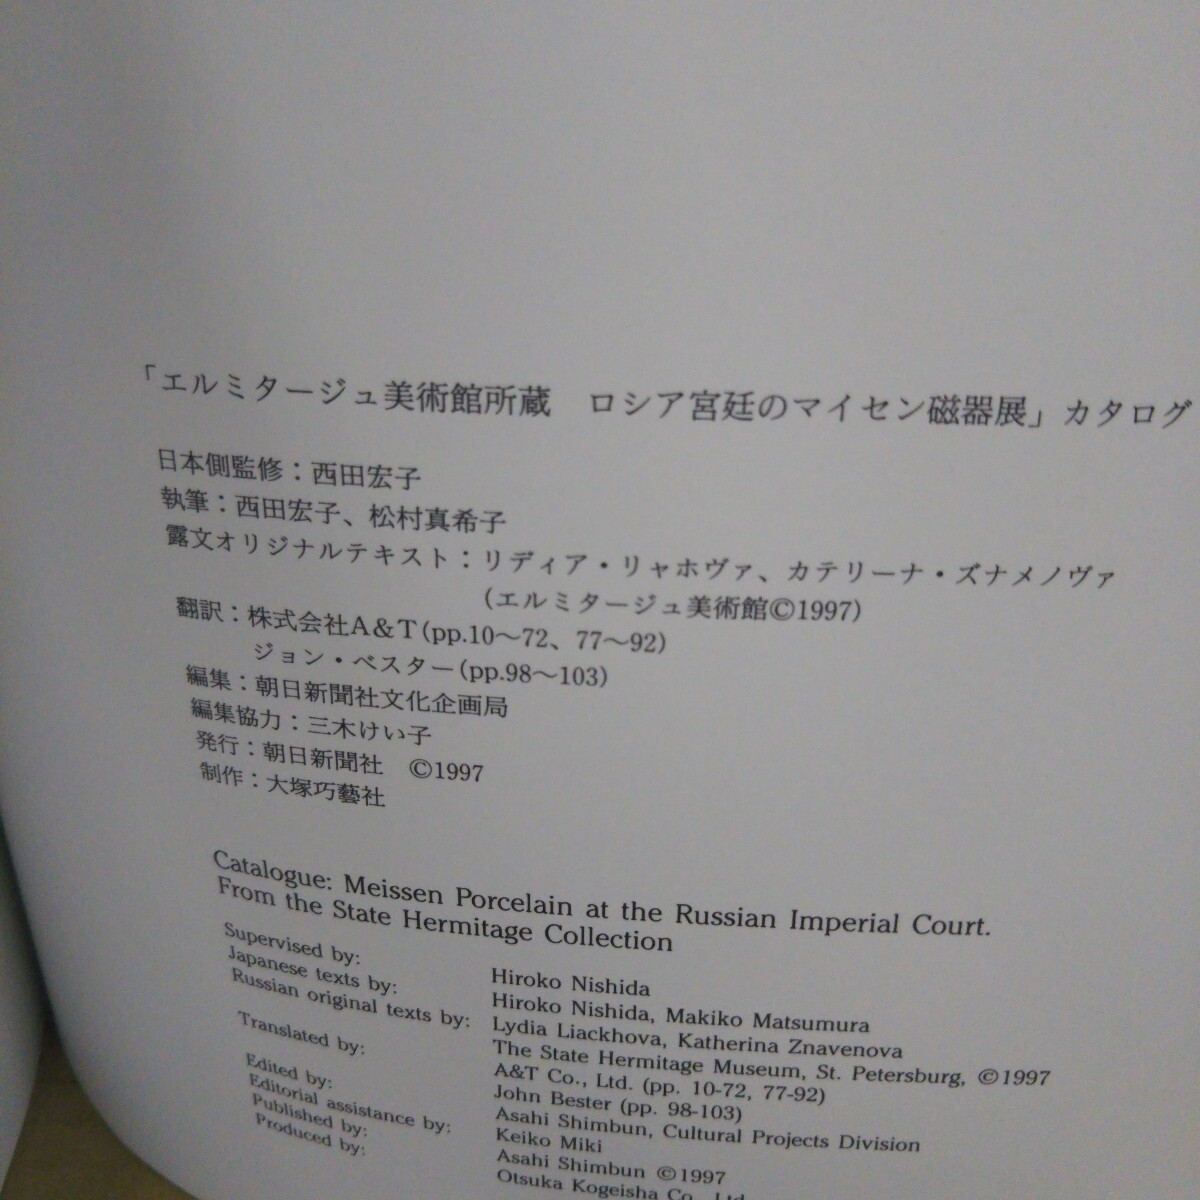 「エルミタージュ美術館所蔵　ロシア宮廷のマイセン磁器展」カタログ
日本側監修：西田宏子
執筆：西田宏子、松村真希子
露文オリジナルテキスト：リディア・リャホヴァ、カテリーナ・ズナメノヴァ
(エルミタージュ美術館©1997)
翻訳：株式会社A＆T(pp.10〜72、77〜92)
ジョン・ベスター(pp.98〜103)
編集：朝日新聞社文化企画局
編集協力：三木けい子
発行：朝日新聞社　©1997
制作：大塚巧藝社
Catalogue: Meissen Porcelain at the Russian Imperial Court.
From the State Hermitage Collection
Supervised by: Hiroko Nishida
Japanese texts by: Hiroko Nishida, Makiko Matsumura
Russian original texts by: Lydia Liackhova, Katherina Znavenova
The State Hermitage Museum, St. Petersburg, ©1997
Translated by: A&T Co., Ltd. (pp. 10-72, 77-92)
John Bester (pp. 98-103)
Edited by: Asahi Shimbun, Cultural Projects Division
Editorial assistance by: Keiko Miki
Published by: Asahi Shimbun ©1997
Produced by: Otsuka Kogeisha Co., Ltd.